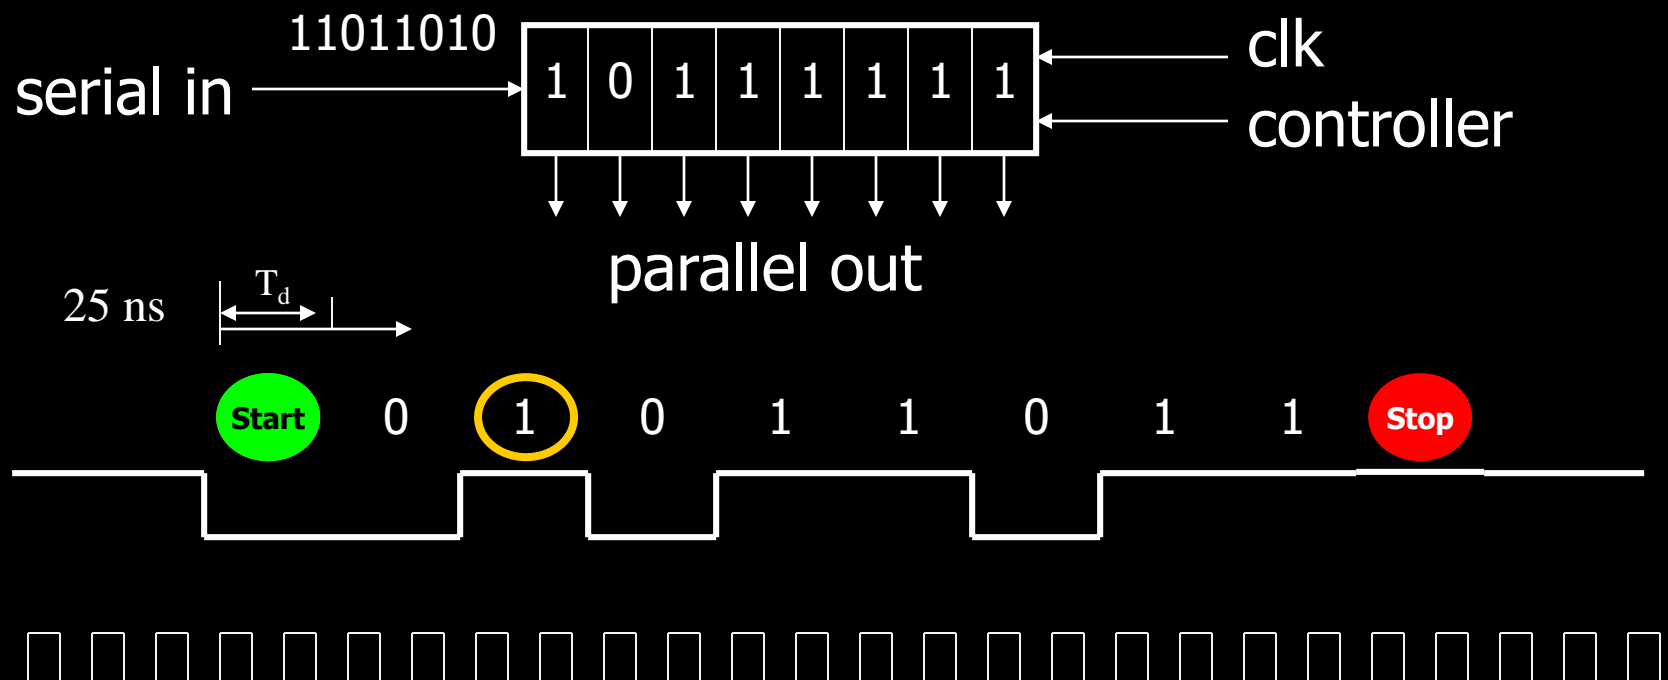 11011010
serial in
1 0 1 1 1 1 1 1
clk
controller
parallel out
25 ns
Td
Start 0 1 0 1 1 0 1 1 Stop